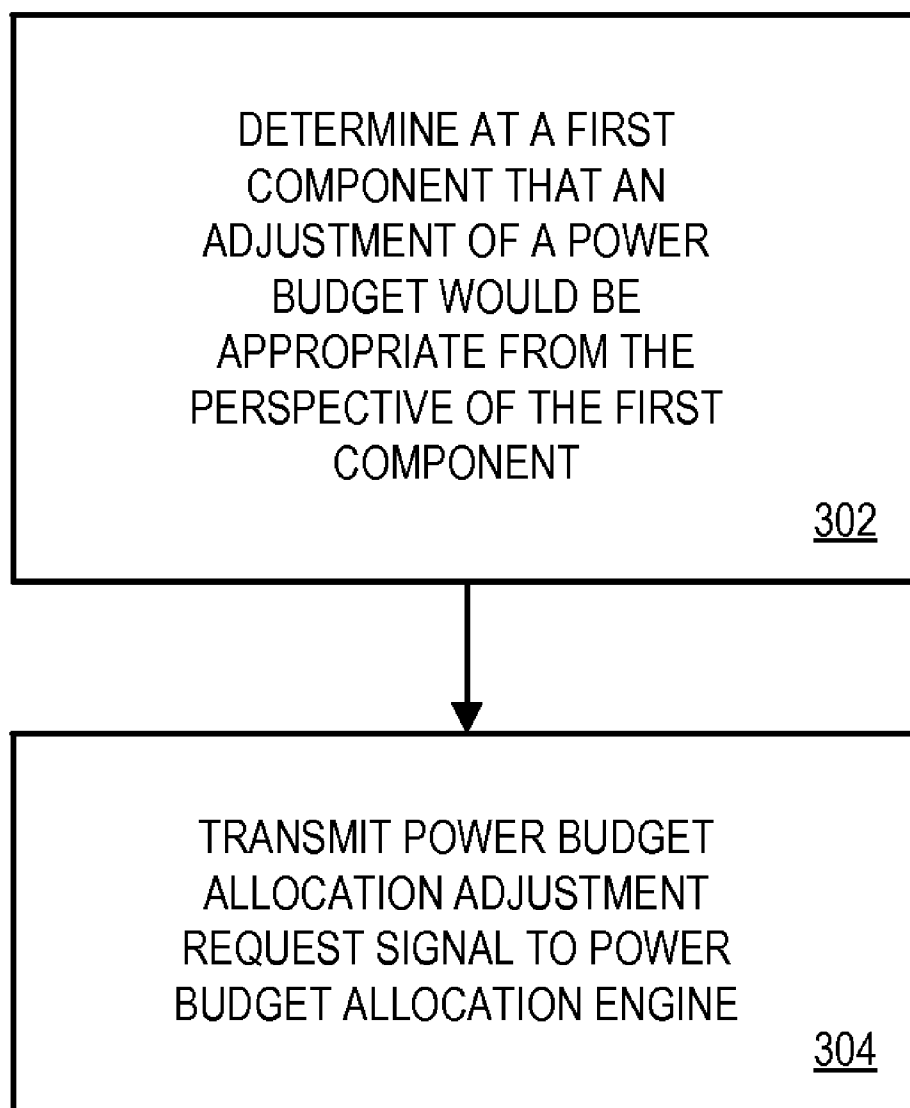 DETERMINE AT A FIRST
COMPONENT THAT AN
ADJUSTMENT OF A POWER
BUDGET WOULD BE
APPROPRIATE FROM THE
PERSPECTIVE OF THE FIRST
COMPONENT
302
TRANSMIT POWER BUDGET
ALLOCATION ADJUSTMENT
REQUEST SIGNAL TO POWER
BUDGET ALLOCATION ENGINE
304